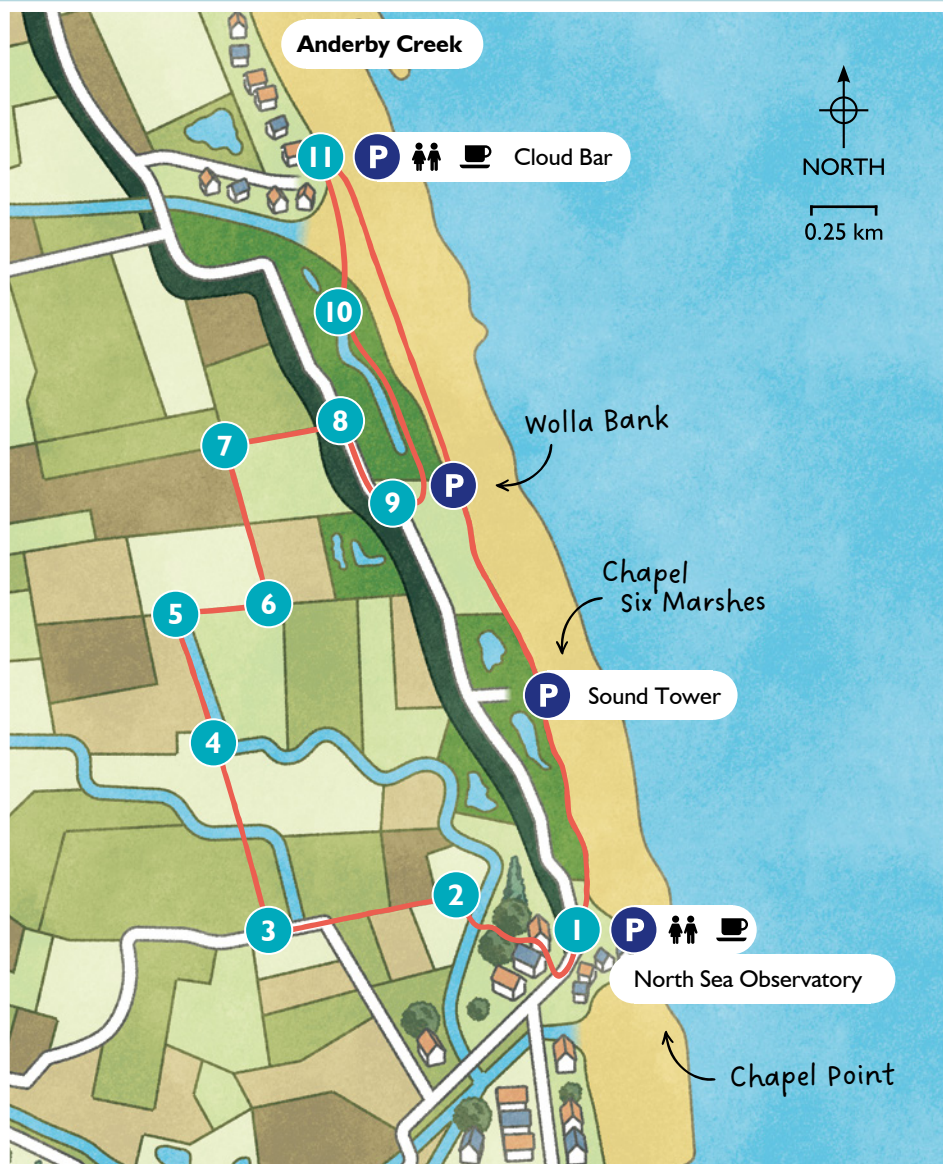 Anderby Creek
11
P
Cloud Bar
NORTH
0.25 km
10
8
7
Wolla Bank
P
9
Chapel
Six Marshes
6
5
P
Sound Tower
4
2
3
1
P
North Sea Observatory
Chapel Point